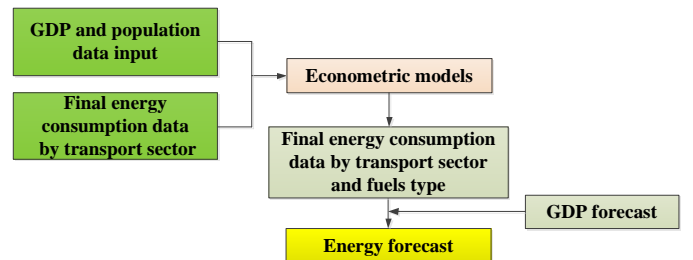 GDP and population
data input
Final energy
consumption data
by transport sector
Econometric models
Final energy consumption
data by transport sector
and fuels type
GDP forecast
Energy forecast